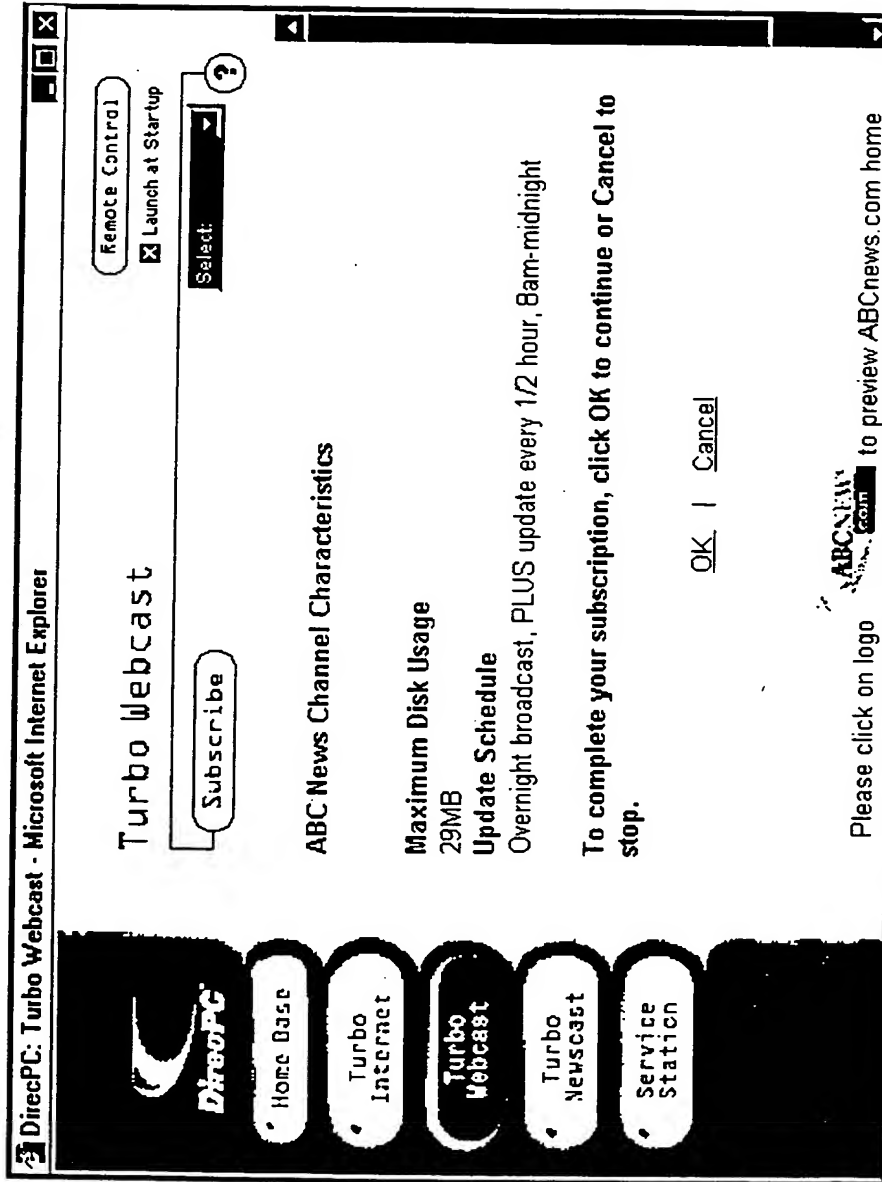 DirecPC: Turbo Webcast - Microsoft Internet Explorer
DirecPC
Home Base
Turbo
Internet
Turbo
Webcast
Turbo
Newscast
Service
Station
Turbo Webcast
Remote Control
Launch at Startup
Subscribe
Select:
?
ABC News Channel Characteristics
Maximum Disk Usage
29MB
Update Schedule
Overnight broadcast, PLUS update every 1/2 hour, 8am-midnight
To complete your subscription, click OK to continue or Cancel to
stop.
OK | Cancel
Please click on logo ABCNEWS.com to preview ABCnews.com home